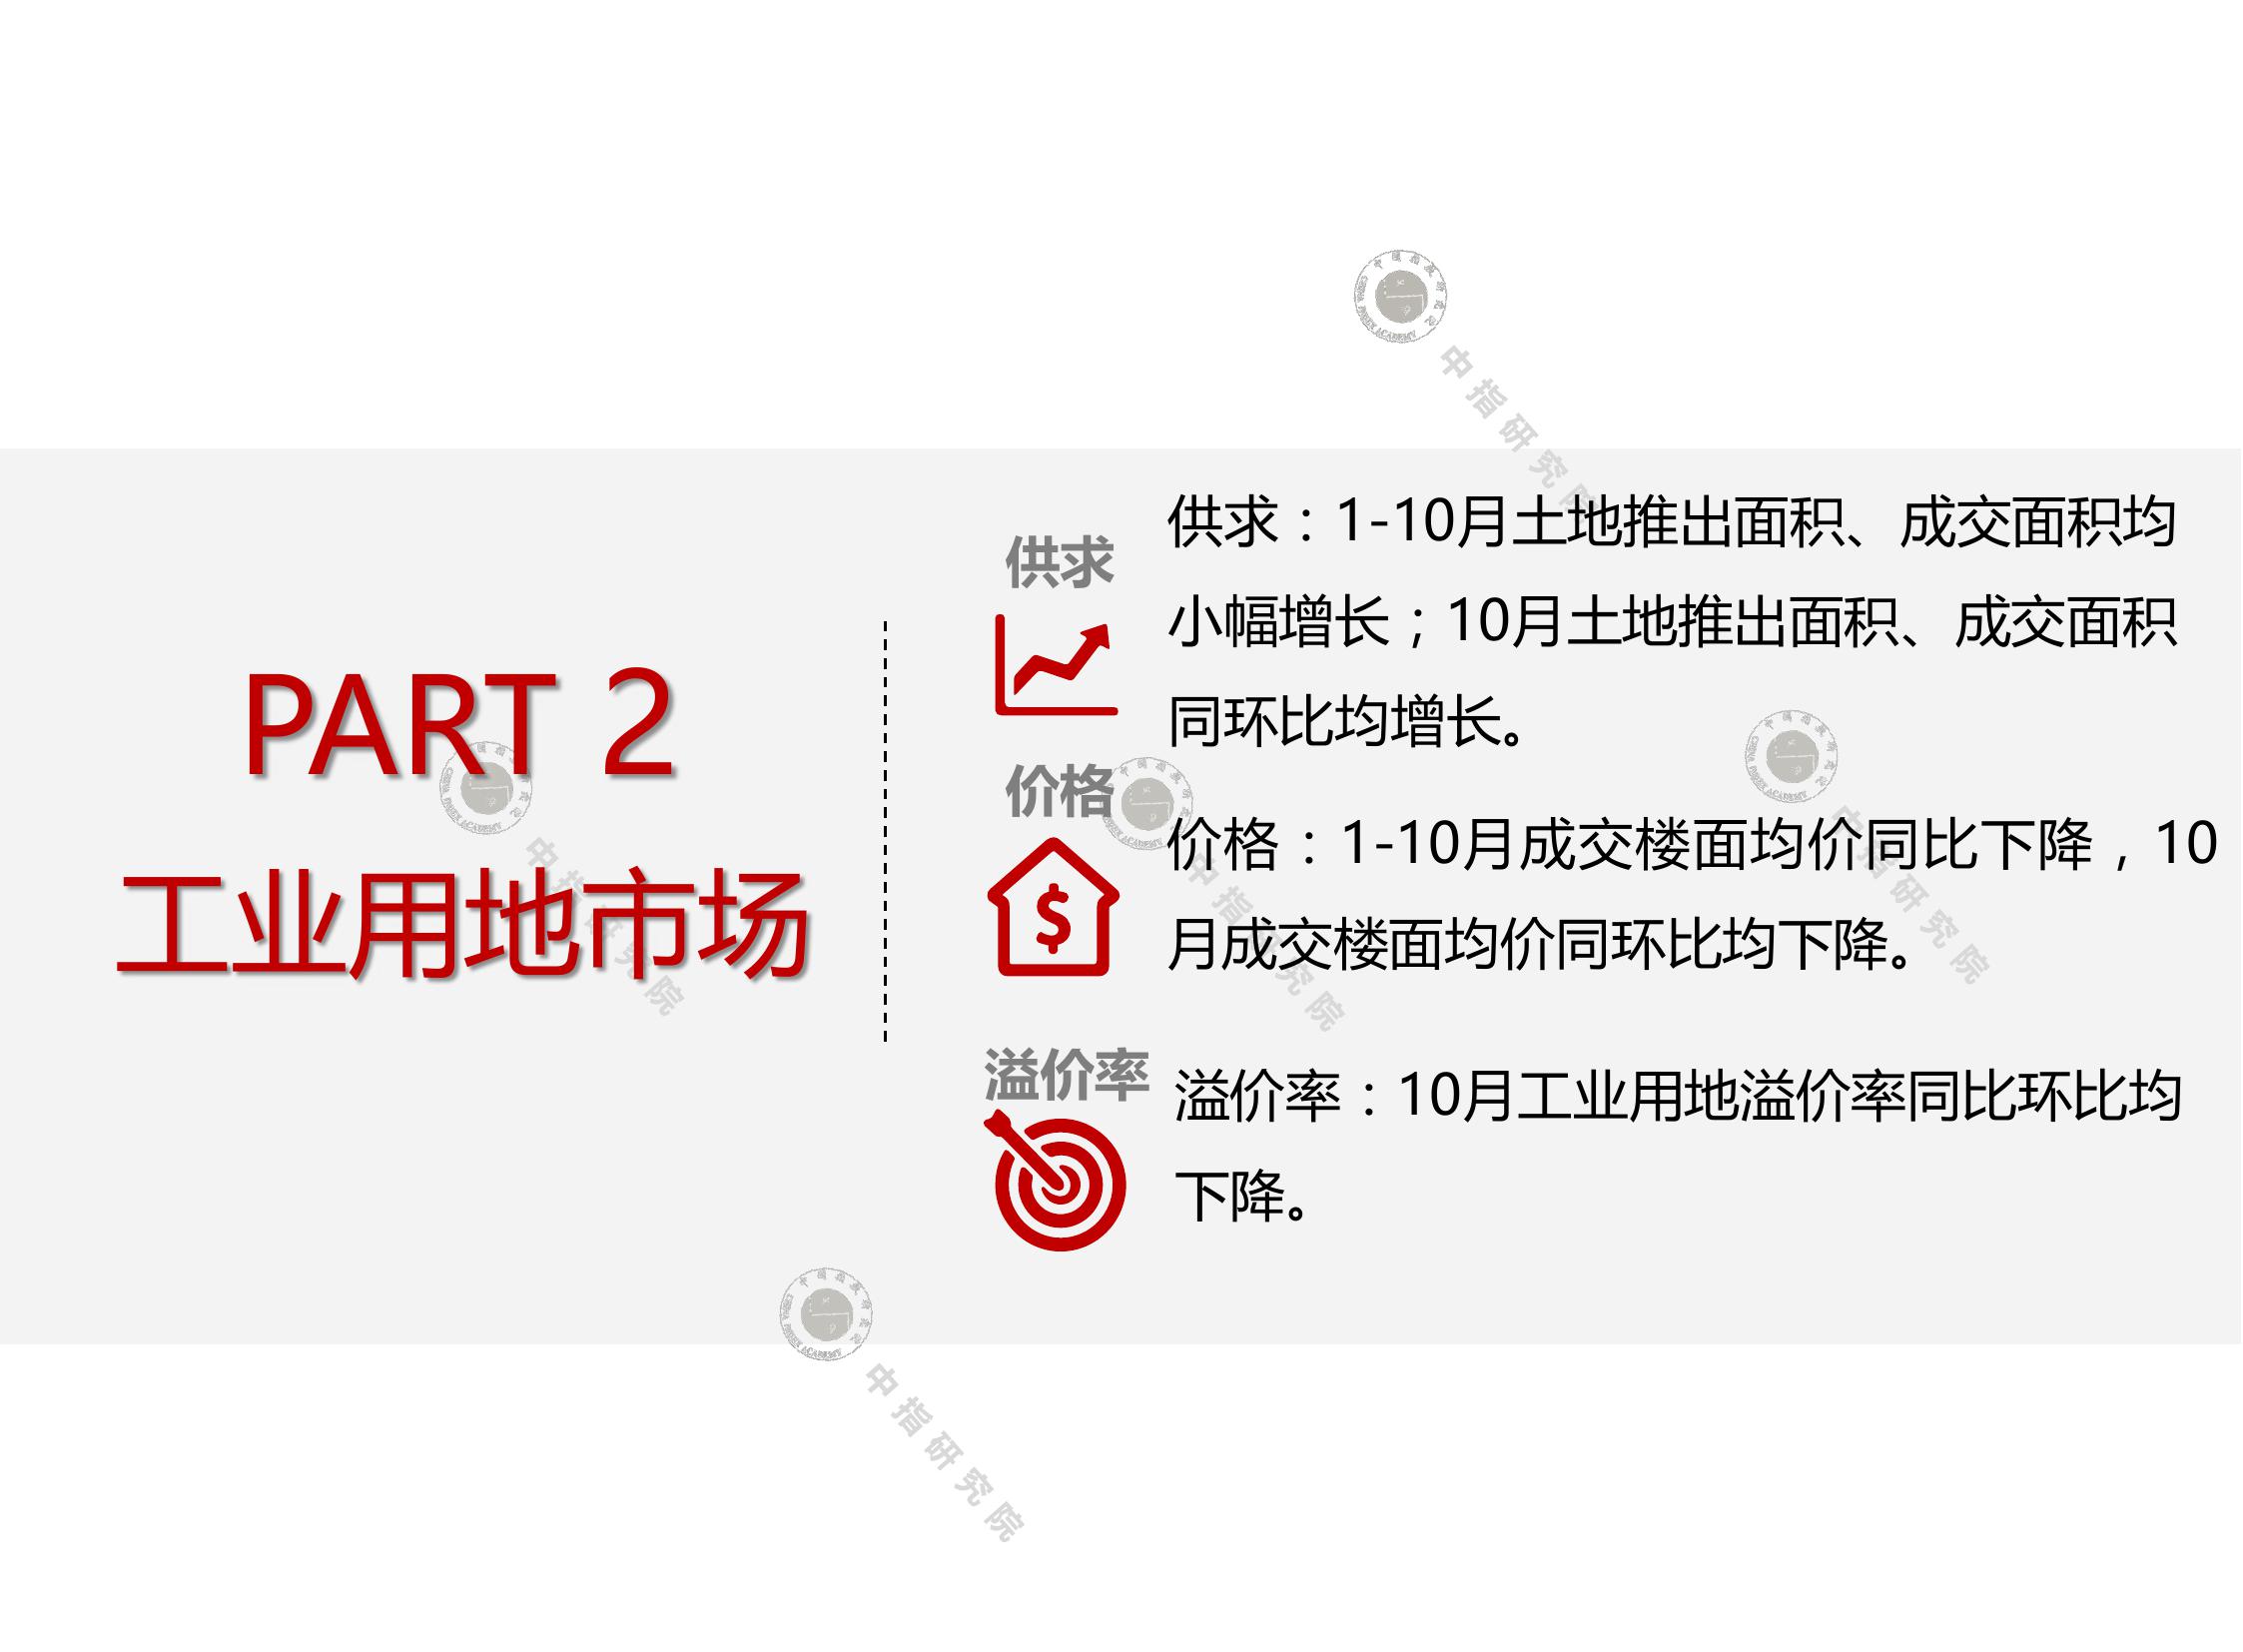 PART 2
工业用地市场
供求
供求：1-10月土地推出面积、成交面积均
小幅增长；10月土地推出面积、成交面积
同环比均增长。
价格
价格：1-10月成交楼面均价同比下降，10
月成交楼面均价同环比均下降。
溢价率
溢价率：10月工业用地溢价率同比环比均
下降。
中指研究院
中指研究院
中指研究院
中指研究院
中指研究院